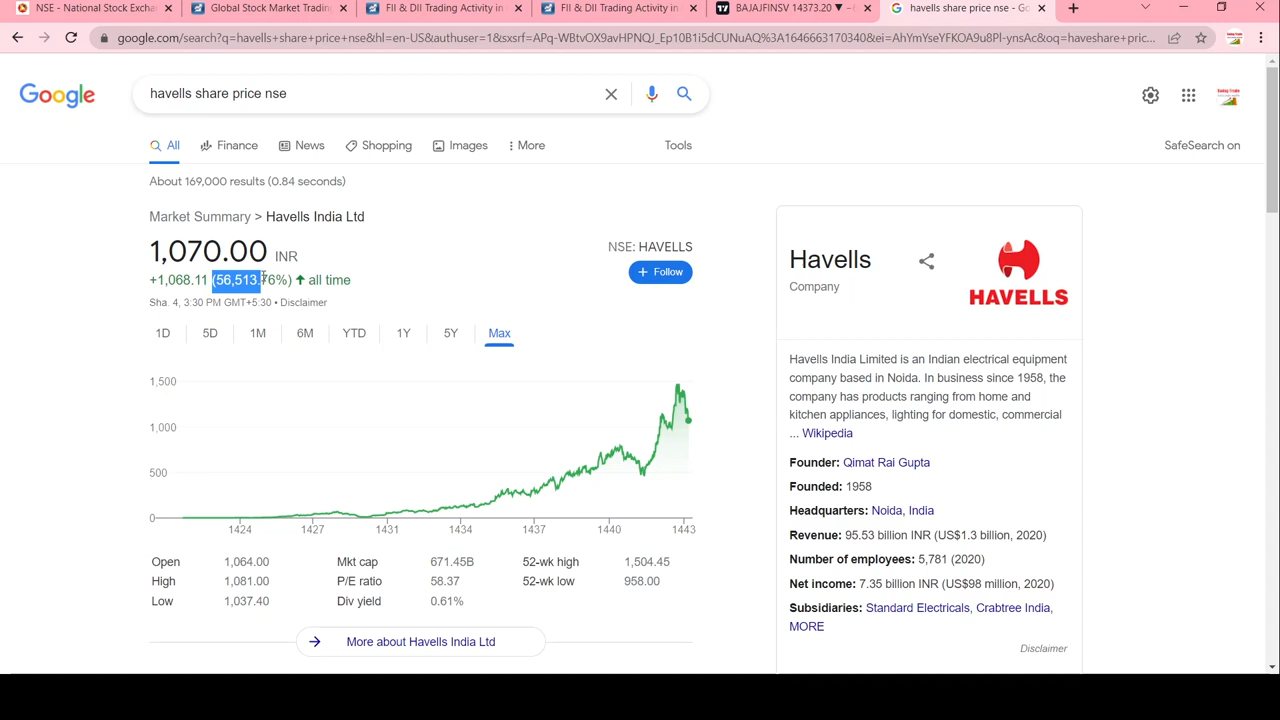 NSE - National Stock Excha
Global Stock Market Tradin
FII & DII Trading Activity in
FII & DII Trading Activity in
BAJAJFINSV 14373.20 ▼
havells share price nse - Go
google.com/search?q=havells+share+price+nse&hl=en-US&authuser=1&sxsrf=APq-WBtvOX9avHPNQJ_Ep10B1i5dCUNuAQ%3A1646663170340&ei=AhYmYseYFKOA9u8Pl-ynsAc&oq=haveshare+pric...
Google
havells share price nse
All
Finance
News
Shopping
Images
More
Tools
SafeSearch on
About 169,000 results (0.84 seconds)
Market Summary > Havells India Ltd
1,070.00 INR
NSE: HAVELLS
+1,068.11 (56,513.76%) ↑ all time
+ Follow
Sha. 4, 3:30 PM GMT+5:30 • Disclaimer
1D 5D 1M 6M YTD 1Y 5Y Max
1,500
1,000
500
0
1424 1427 1431 1434 1437 1440 1443
Open 1,064.00 Mkt cap 671.45B 52-wk high 1,504.45
High 1,081.00 P/E ratio 58.37 52-wk low 958.00
Low 1,037.40 Div yield 0.61%
More about Havells India Ltd
Havells
Company
HAVELLS
Havells India Limited is an Indian electrical equipment
company based in Noida. In business since 1958, the
company has products ranging from home and
kitchen appliances, lighting for domestic, commercial
... Wikipedia
Founder: Qimat Rai Gupta
Founded: 1958
Headquarters: Noida, India
Revenue: 95.53 billion INR (US$1.3 billion, 2020)
Number of employees: 5,781 (2020)
Net income: 7.35 billion INR (US$98 million, 2020)
Subsidiaries: Standard Electricals, Crabtree India,
MORE
Disclaimer